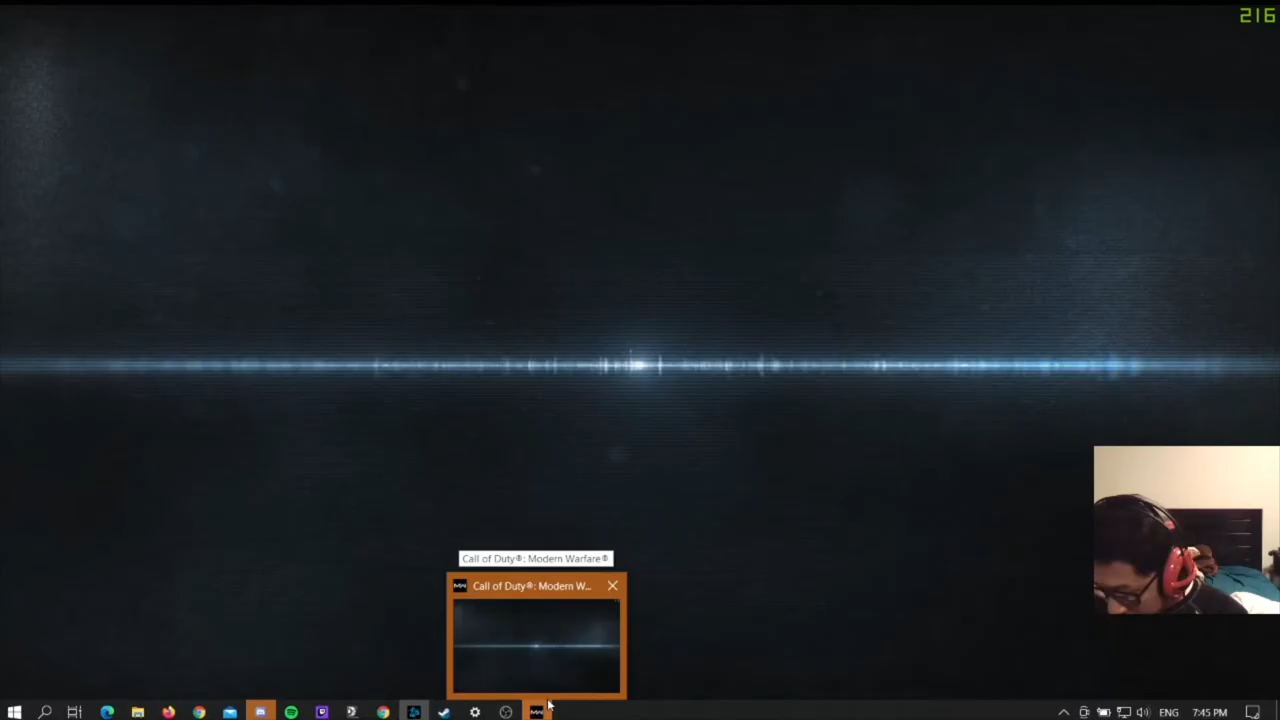 216
Call of Duty®: Modern Warfare®
Call of Duty®: Modern W...
ENG
7:45 PM